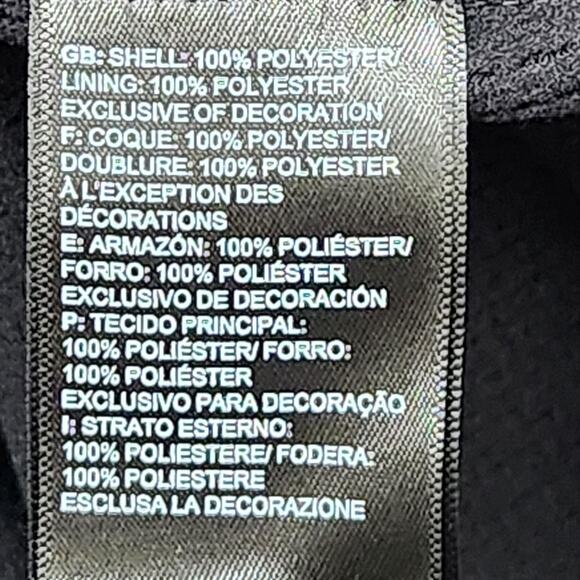 GB: SHELL: 100% POLYESTER/
LINING: 100% POLYESTER
EXCLUSIVE OF DECORATION
F: COQUE: 100% POLYESTER/
DOUBLURE: 100% POLYESTER
À L'EXCEPTION DES
DÉCORATIONS
E: ARMAZÓN: 100% POLIÉSTER/
FORRO: 100% POLIÉSTER
EXCLUSIVO DE DECORACIÓN
P: TECIDO PRINCIPAL:
100% POLIÉSTER/ FORRO:
100% POLIÉSTER
EXCLUSIVO PARA DECORAÇÃO
I: STRATO ESTERNO:
100% POLIESTERE/ FODERA:
100% POLIESTERE
ESCLUSA LA DECORAZIONE